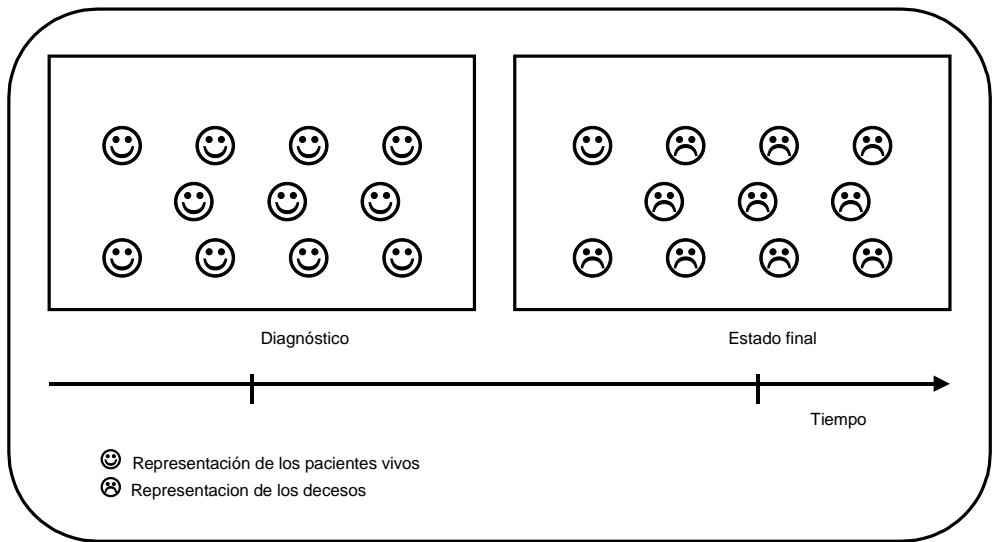 Diagnóstico
Estado final
Tiempo
Representación de los pacientes vivos
Representacion de los decesos